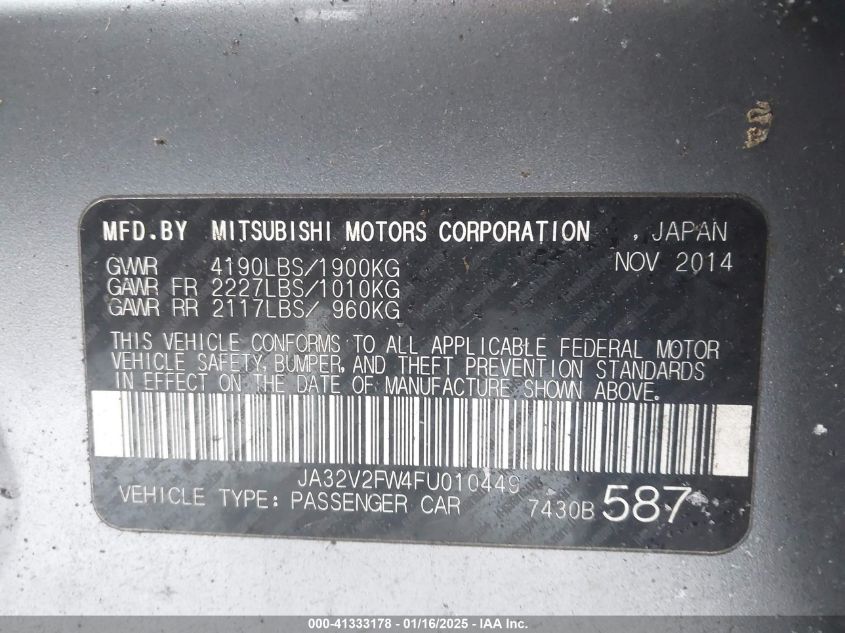 MFD.BY MITSUBISHI MOTORS CORPORATION , JAPAN
GVWR 4190LBS/1900KG NOV 2014
GAWR FR 2227LBS/1010KG
GAWR RR 2117LBS/ 960KG
THIS VEHICLE CONFORMS TO ALL APPLICABLE FEDERAL MOTOR
VEHICLE SAFETY, BUMPER, AND THEFT PREVENTION STANDARDS
IN EFFECT ON THE DATE OF MANUFACTURE SHOWN ABOVE.
JA32V2FW4FU010449
VEHICLE TYPE: PASSENGER CAR 7430B 587
000-41333178 - 01/16/2025 - IAA Inc.